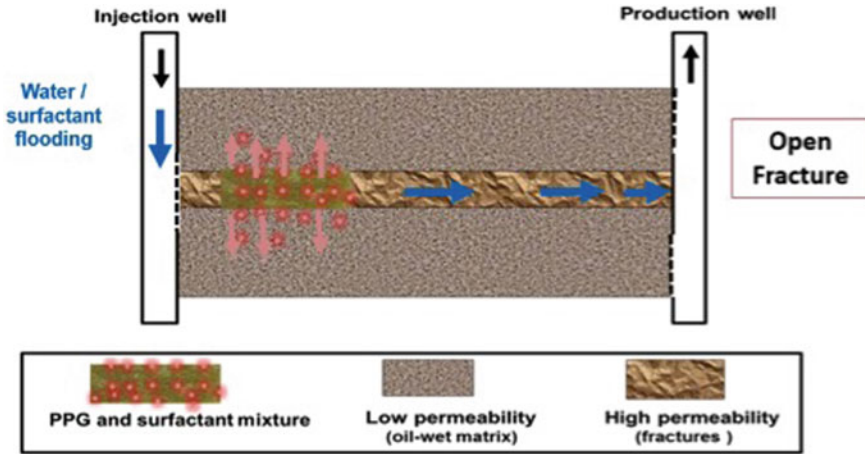 Injection well
Production well
Water /
surfactant
flooding
Open
Fracture
PPG and surfactant mixture
Low permeability
(oil-wet matrix)
High permeability
(fractures )